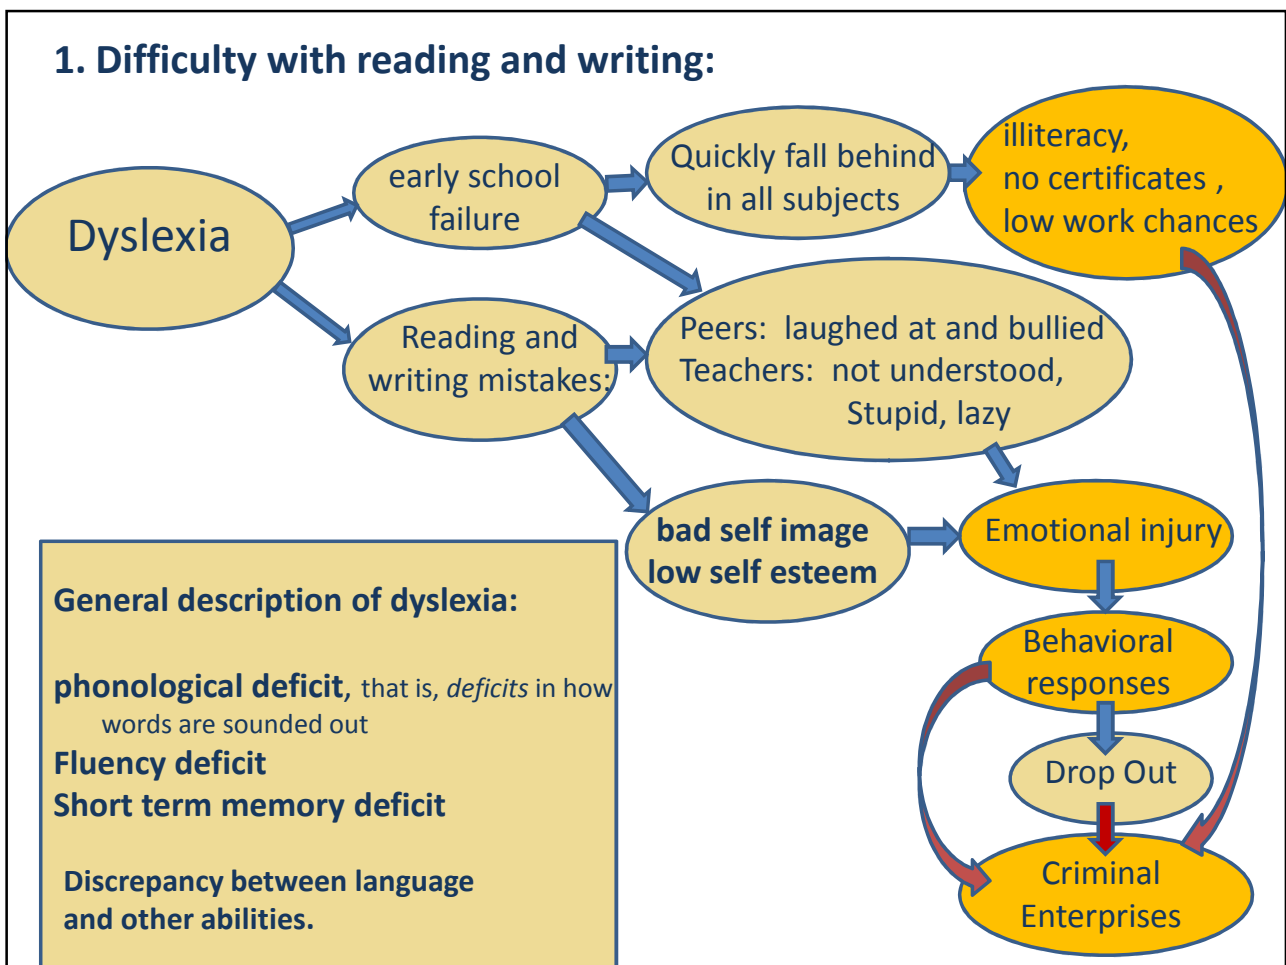 1. Difficulty with reading and writing:
Dyslexia
early school
failure
Quickly fall behind
in all subjects
illiteracy,
no certificates ,
low work chances
Reading and
writing mistakes:
Peers: laughed at and bullied
Teachers: not understood,
Stupid, lazy
bad self image
low self esteem
Emotional injury
Behavioral
responses
Drop Out
Criminal
Enterprises
General description of dyslexia:
phonological deficit, that is, deficits in how
words are sounded out
Fluency deficit
Short term memory deficit
Discrepancy between language
and other abilities.